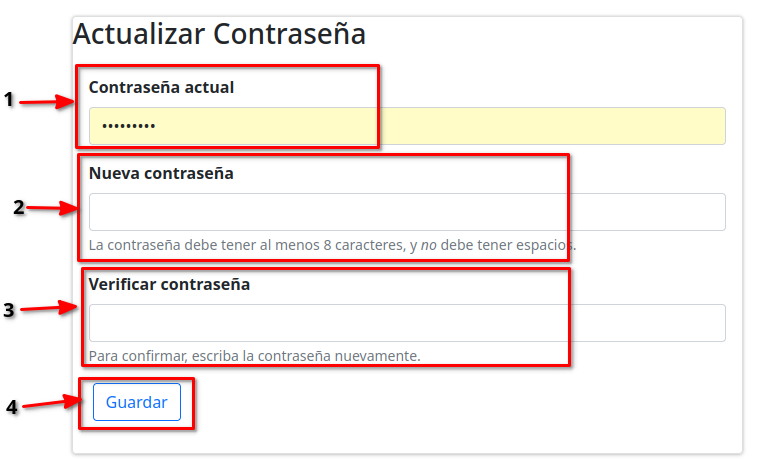 Actualizar Contraseña
1
Contraseña actual
•••••••••
2
Nueva contraseña
La contraseña debe tener al menos 8 caracteres, y no debe tener espacios.
3
Verificar contraseña
Para confirmar, escriba la contraseña nuevamente.
4
Guardar